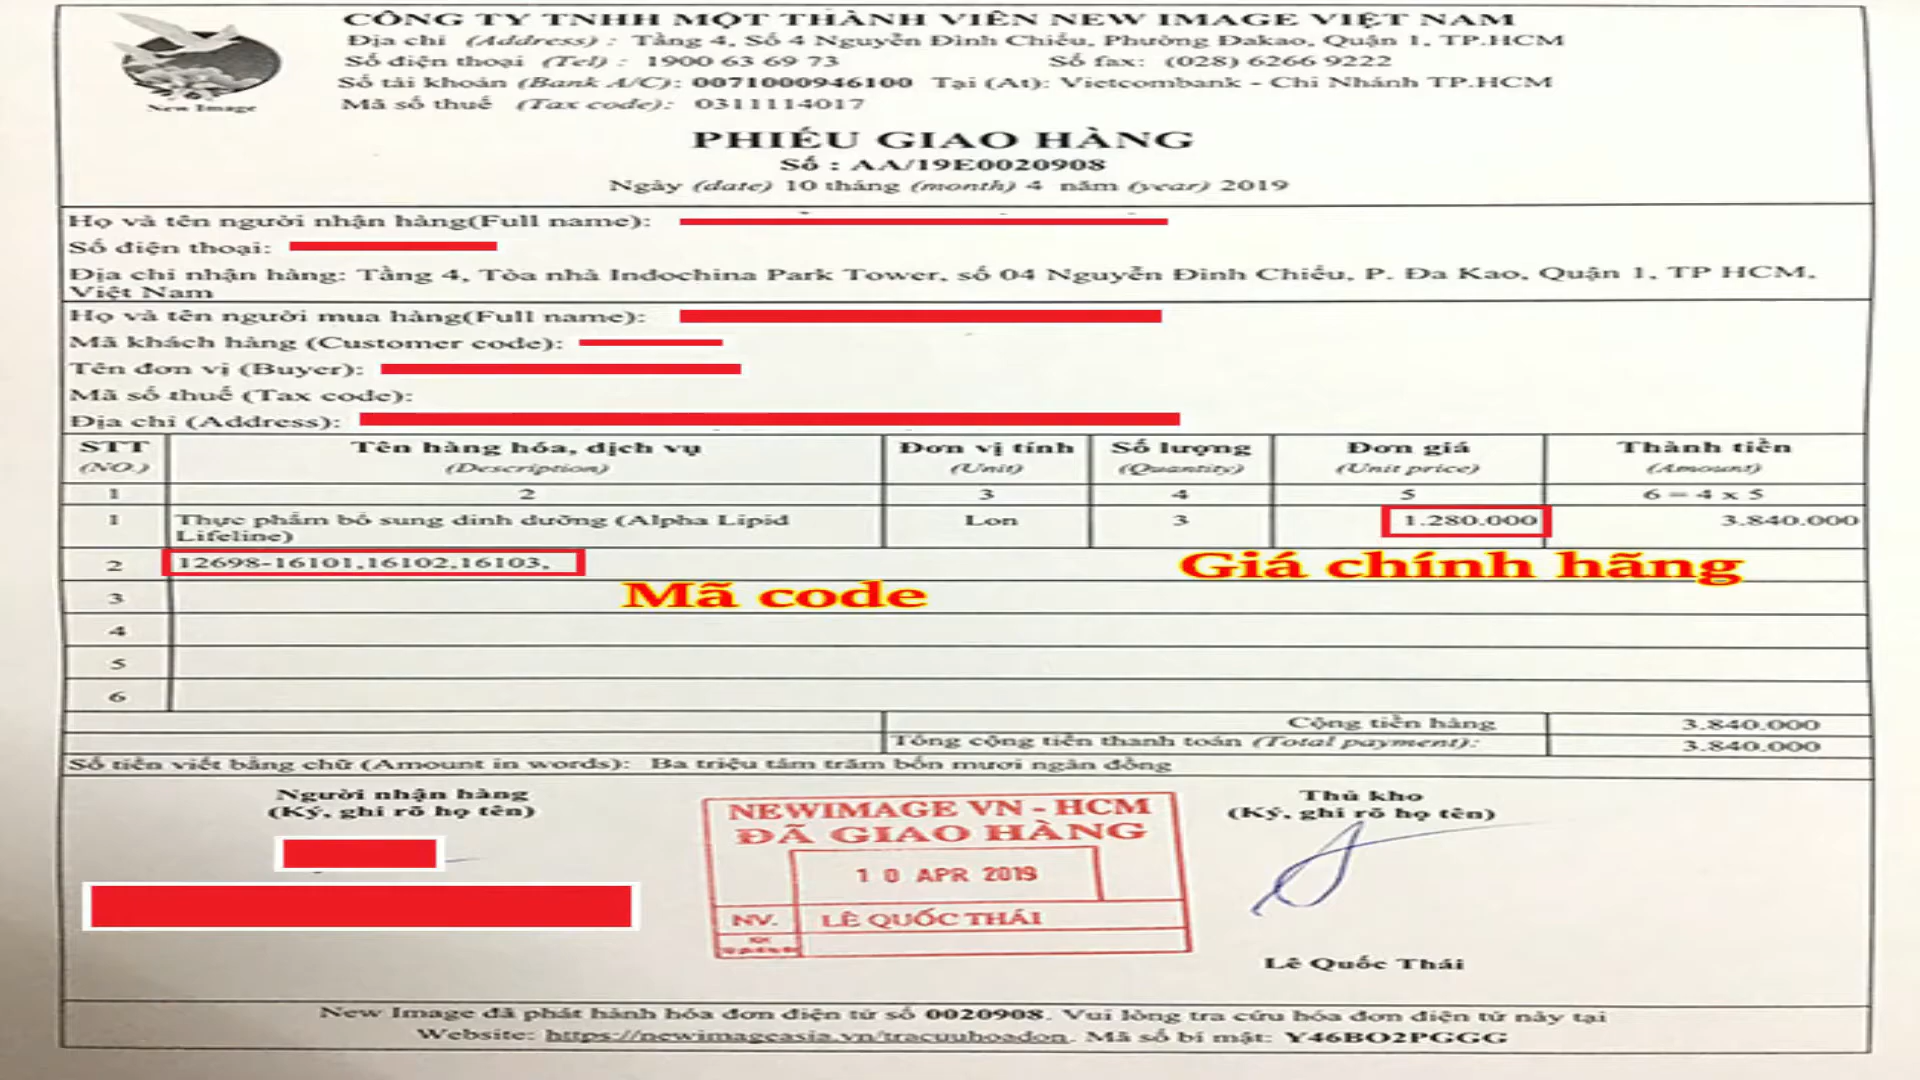 CÔNG TY TNHH MỘT THÀNH VIÊN NEW IMAGE VIỆT NAM
Địa chỉ (Address) : Tầng 4, Số 4 Nguyễn Đình Chiểu, Phường Đakao, Quận 1, TP.HCM
Số điện thoại (Tel) : 1900 63 69 73 Số fax: (028) 6266 9222
Số tài khoản (Bank A/C): 0071000946100 Tại (At): Vietcombank - Chi Nhánh TP.HCM
Mã số thuế (Tax code): 0311114017
New Image
PHIẾU GIAO HÀNG
Số : AA/19E0020908
Ngày (date) 10 tháng (month) 4 năm (year) 2019
Họ và tên người nhận hàng(Full name):
Số điện thoại:
Địa chỉ nhận hàng: Tầng 4, Tòa nhà Indochina Park Tower, số 04 Nguyễn Đình Chiểu, P. Đa Kao, Quận 1, TP HCM,
Việt Nam
Họ và tên người mua hàng(Full name):
Mã khách hàng (Customer code):
Tên đơn vị (Buyer):
Mã số thuế (Tax code):
Địa chỉ (Address):
STT Tên hàng hóa, dịch vụ Đơn vị tính Số lượng Đơn giá Thành tiền
(NO.) (Description) (Unit) (Quantity) (Unit price) (Amount)
1 2 3 4 5 6 = 4 x 5
1 Thực phẩm bổ sung dinh dưỡng (Alpha Lipid Lon 3 1.280.000 3.840.000
Lifeline)
2 12698-16101,16102,16103, Giá chính hãng
3 Mã code
4
5
6
Cộng tiền hàng 3.840.000
Tổng cộng tiền thanh toán (Total payment): 3.840.000
Số tiền viết bằng chữ (Amount in words): Ba triệu tám trăm bốn mươi ngàn đồng
Người nhận hàng Thủ kho
(Ký, ghi rõ họ tên) (Ký, ghi rõ họ tên)
NEWIMAGE VN - HCM
ĐÃ GIAO HÀNG
10 APR 2019
NV. LÊ QUỐC THÁI
Lê Quốc Thái
New Image đã phát hành hóa đơn điện tử số 0020908. Vui lòng tra cứu hóa đơn điện tử này tại
Website: https://newimageasia.vn/tracuuhoadon. Mã số bí mật: Y46BO2PGGG